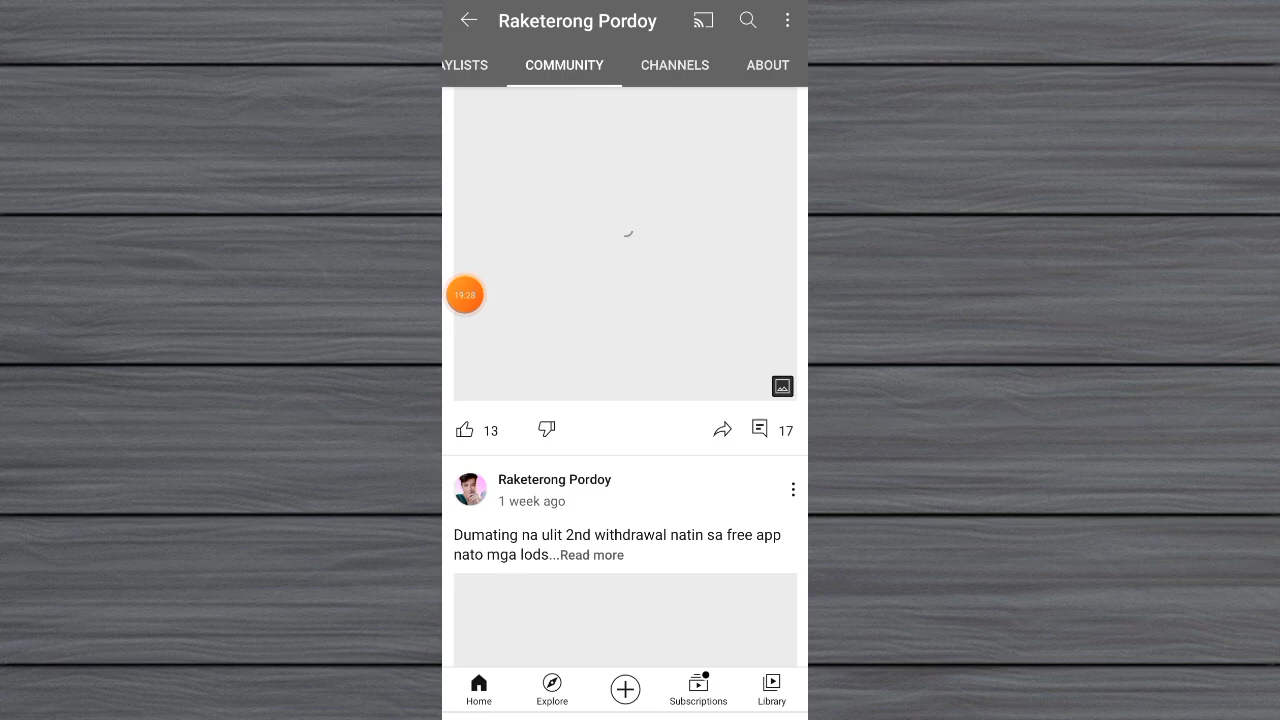 Raketerong Pordoy
AYLISTS COMMUNITY CHANNELS ABOUT
19:28
13 17
Raketerong Pordoy
1 week ago
Dumating na ulit 2nd withdrawal natin sa free app
nato mga lods...Read more
Home Explore Subscriptions Library